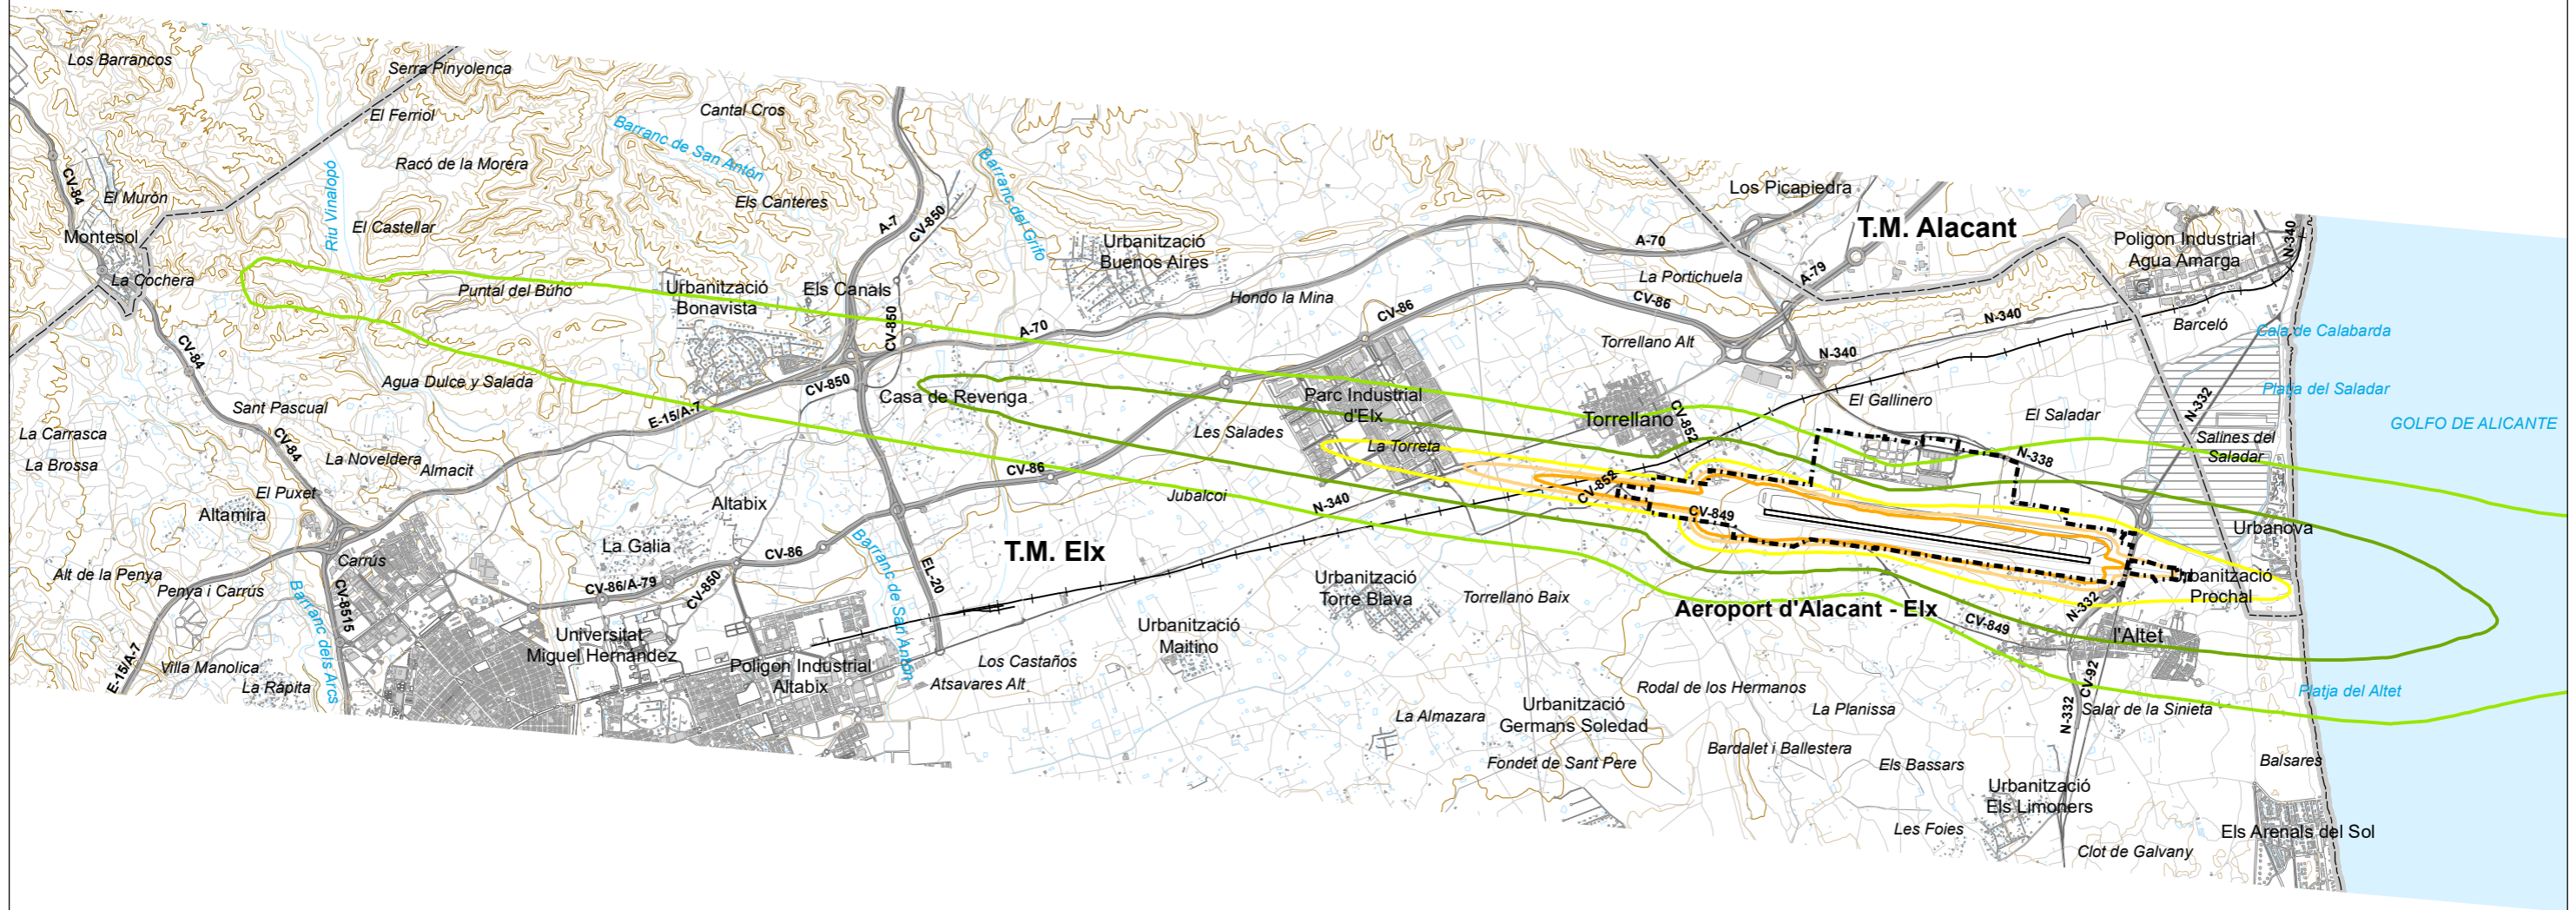 Los Barrancos
Serra Pinyolenca
El Ferriol
Cantal Cros
Barranc de San Antón
Racó de la Morera
CV-84
El Murón
Riu Vinalopó
Els Canteres
El Castellar
A-7
CV-850
Barranc del Grifo
Montesol
La Cochera
Puntal del Búho
Urbanització
Bonavista
Els Canals
CV-850
Urbanització
Buenos Aires
A-70
Hondo la Mina
CV-86
Los Picapiedra
T.M. Alacant
A-70
La Portichuela
A-79
CV-86
Poligon Industrial
Agua Amarga
N-340
N-340
Barceló
Cala de Calabarda
Torrellano Alt
N-340
CV-84
Agua Dulce y Salada
CV-850
Casa de Revenga
Parc Industrial
d'Elx
Torrellano
CV-852
El Gallinero
El Saladar
N-332
Platja del Saladar
GOLFO DE ALICANTE
Sant Pascual
E-15/A-7
La Carrasca
CV-84
La Brossa
La Noveldera
Almacit
Les Salades
La Torreta
Salines del
Saladar
N-338
CV-86
El Puxet
Altamira
Altabix
Jubalcoi
N-340
CV-852
CV-849
Urbanova
La Galia
CV-86
T.M. Elx
Carrús
Alt de la Penya
Penya i Carrús
Barranc dels Arcs
CV-8515
CV-86/A-79
CV-850
Barranc de San Antón
EL-20
Urbanització
Torre Blava
Torrellano Baix
Aeroport d'Alacant - Elx
CV-849
N-332
Urbanització
Prochal
l'Altet
Universitat
Miguel Hernández
Urbanització
Maitino
E-15/A-7
Villa Manolica
La Rápita
Poligon Industrial
Altabix
Los Castaños
Atsavares Alt
Rodal de los Hermanos
CV-92
Platja del Altet
La Almazara
Urbanització
Germans Soledad
La Planissa
N-332
Salar de la Sinieta
Bardalet i Ballestera
Fondet de Sant Pere
Els Bassars
Balsares
Urbanització
Els Limoners
Les Foies
Els Arenals del Sol
Clot de Galvany